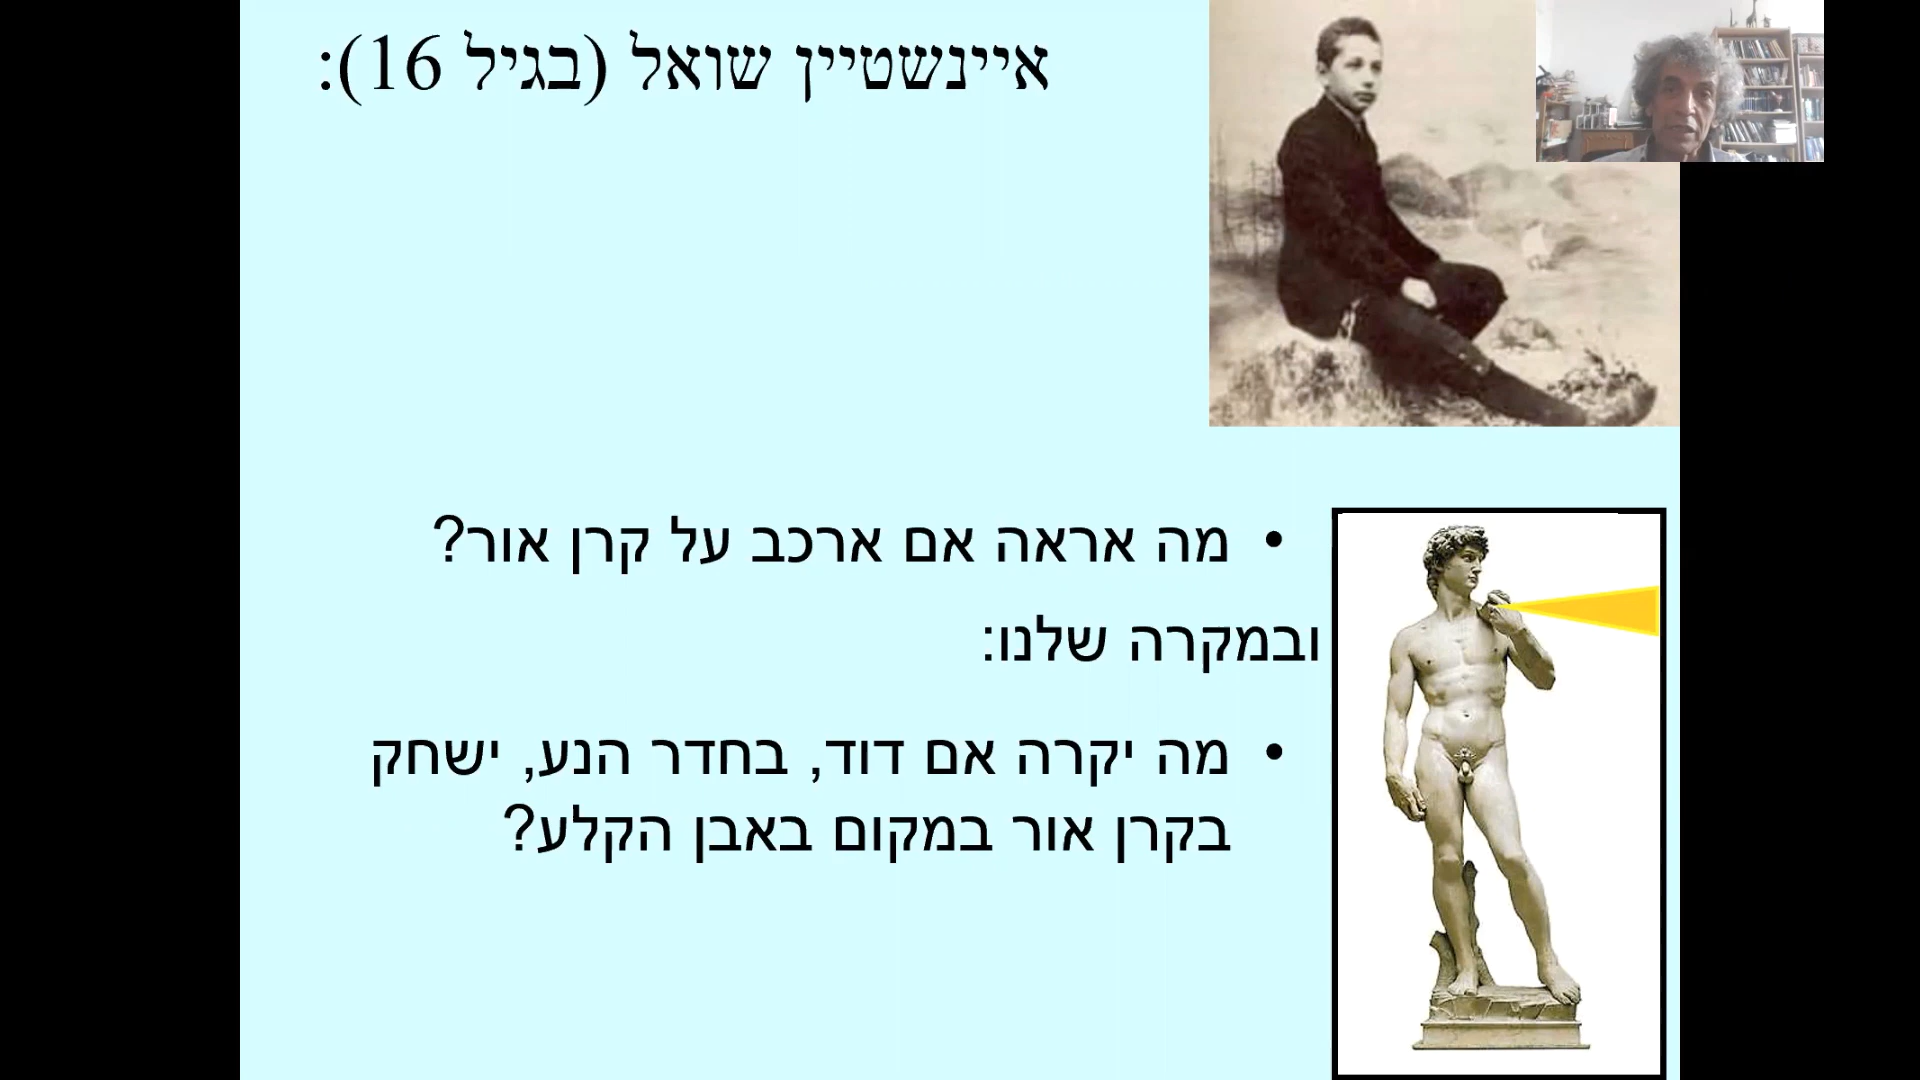 איינשטיין שואל (בגיל 16):
• מה אראה אם ארכב על קרן אור?
ובמקרה שלנו:
• מה יקרה אם דוד, בחדר הנע, ישחק
בקרן אור במקום באבן הקלע?